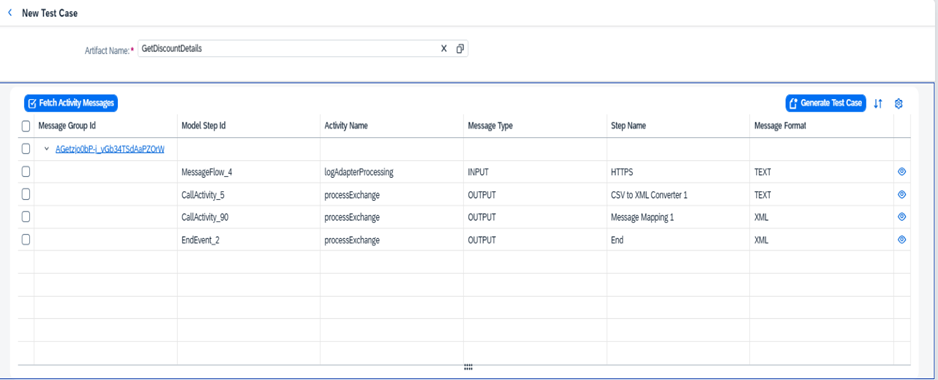 New Test Case
Artifact Name: * GetDiscountDetails X
Fetch Activity Messages Generate Test Case
Message Group Id Model Step Id Activity Name Message Type Step Name Message Format
AGetzjo0bP-i_vGb34TSdAaPZOrW
MessageFlow_4 logAdapterProcessing INPUT HTTPS TEXT
CallActivity_5 processExchange OUTPUT CSV to XML Converter 1 TEXT
CallActivity_90 processExchange OUTPUT Message Mapping 1 XML
EndEvent_2 processExchange OUTPUT End XML